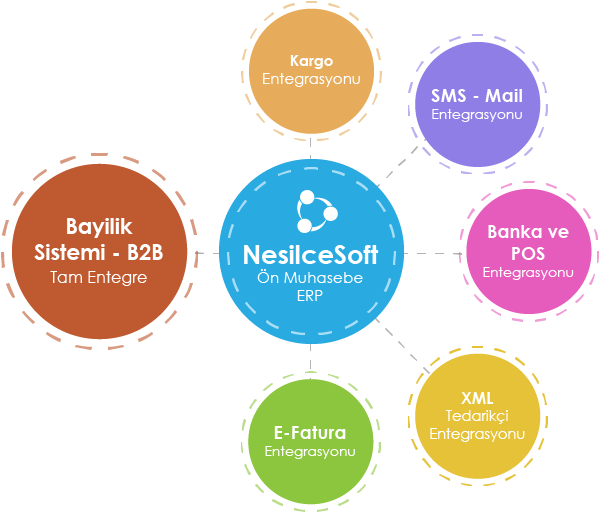 Kargo
Entegrasyonu
SMS - Mail
Entegrasyonu
Bayilik
Sistemi - B2B
Tam Entegre
NesilceSoft
Ön Muhasebe
ERP
Banka ve
POS
Entegrasyonu
E-Fatura
Entegrasyonu
XML
Tedarikçi
Entegrasyonu